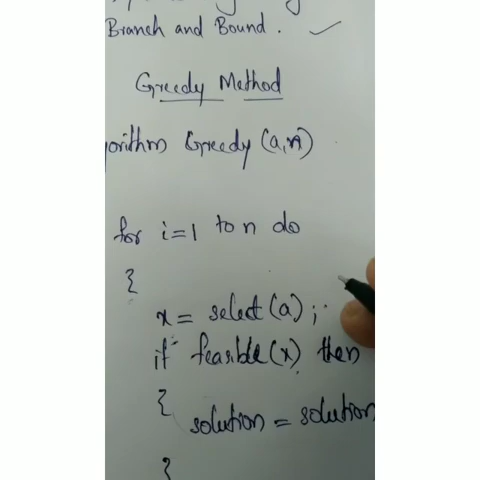 Branch and Bound.
Greedy Method
orithm Greedy (a,n)
for i=1 to n do
{
x = select(a);
if feasible(x) then
{
solution = solution
}